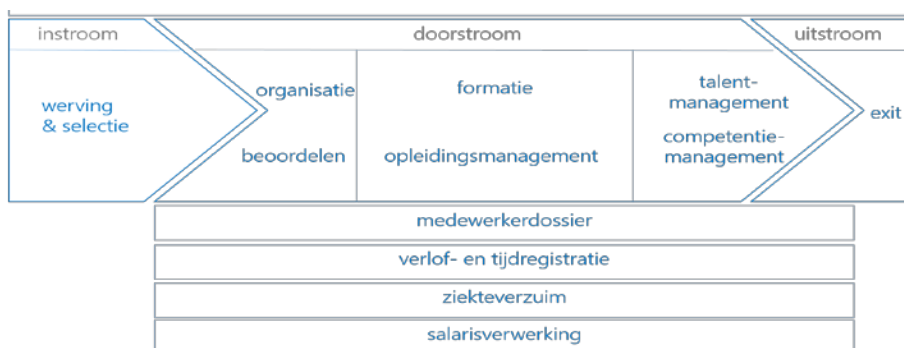 instroom
doorstroom
uitstroom
werving
& selectie
organisatie
beoordelen
formatie
opleidingsmanagement
talent-
management
competentie-
management
exit
medewerkerdossier
verlof- en tijdregistratie
ziekteverzuim
salarisverwerking